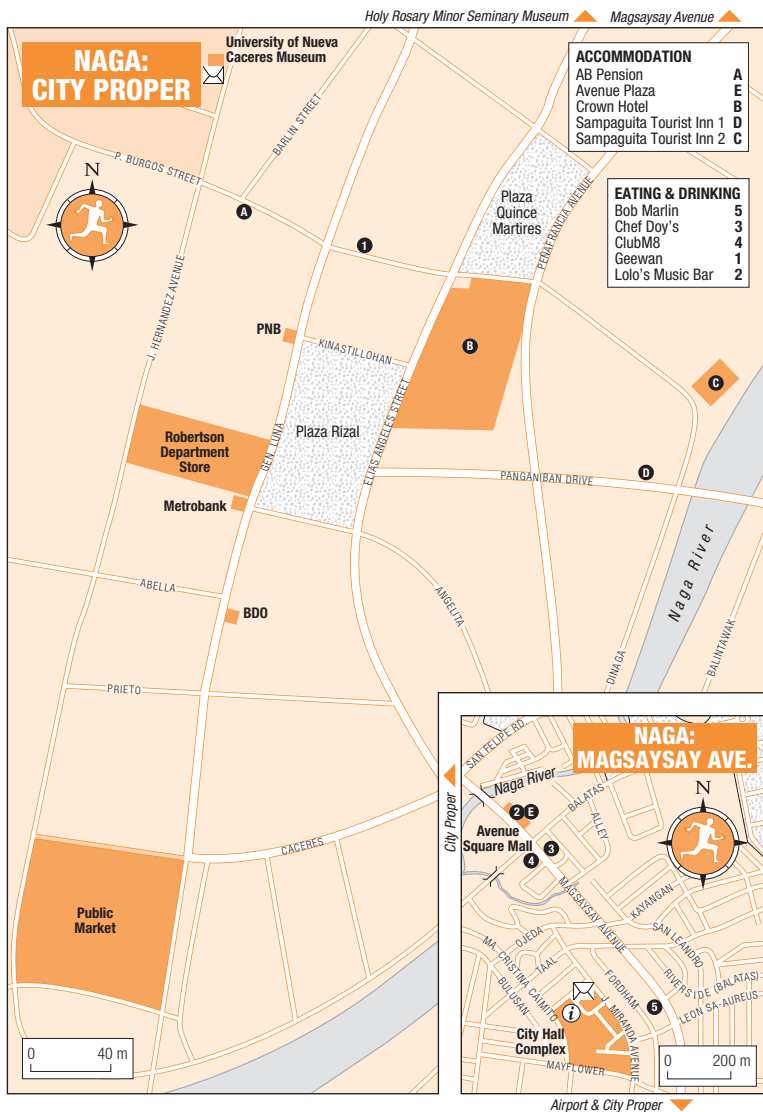 Holy Rosary Minor Seminary Museum
Magsaysay Avenue
NAGA:
CITY PROPER
University of Nueva
Caceres Museum
ACCOMMODATION
AB Pension A
Avenue Plaza E
Crown Hotel B
Sampaguita Tourist Inn 1 D
Sampaguita Tourist Inn 2 C
EATING & DRINKING
Bob Marlin 5
Chef Doy's 3
ClubM8 4
Geewan 1
Lolo's Music Bar 2
BARLIN STREET
P. BURGOS STREET
N
A
1
Plaza
Quince
Martires
PENAFRANCIA AVENUE
J. HERNANDEZ AVENUE
PNB
KINASTILLOHAN
B
C
Plaza Rizal
GEN. LUNA
ELIAS ANGELES STREET
Robertson
Department
Store
Metrobank
PANGANIBAN DRIVE
D
Naga River
ABELLA
BDO
ANGELITA
DINAGA
BALINTAWAK
PRIETO
CACERES
Public
Market
0 40 m
NAGA:
MAGSAYSAY AVE.
City Proper
SAN FELIPE RD.
Naga River
N
2
E
BALATAS
ALLEY
Avenue
Square Mall
3
4
MAGSAYSAY AVENUE
KAYANGAN
SAN LEANDRO
OJEDA
TAAL
MA. CRISTINA
CAIMITO
BULUSAN
FORDHAM
J. MIRANDA AVENUE
RIVERSIDE (BALATAS)
LEON SA-AUREUS
5
i
City Hall
Complex
MAYFLOWER
0 200 m
Airport & City Proper